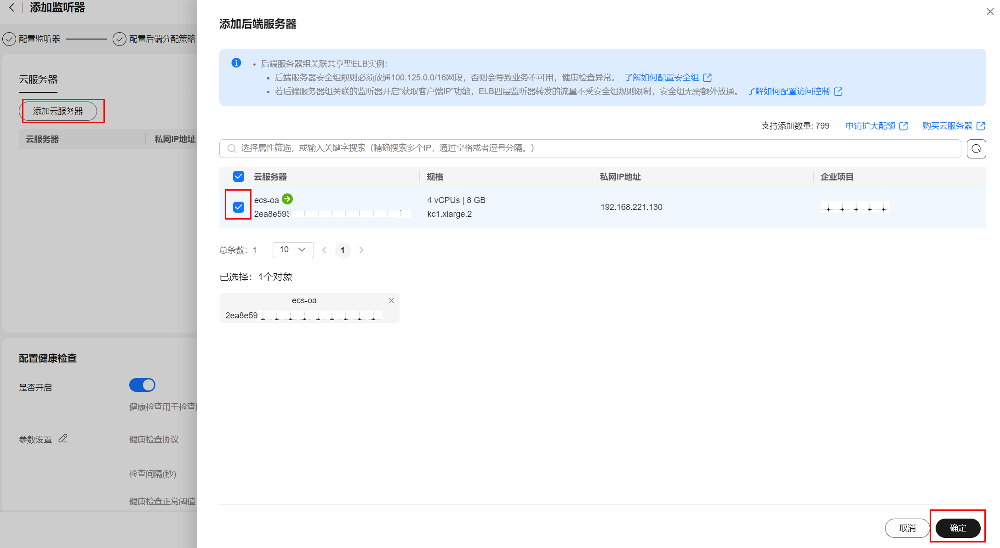 添加监听器
配置监听器
配置后端分配策略
云服务器
添加云服务器
云服务器
私网IP地址
配置健康检查
是否开启
健康检查用于检查
参数设置
健康检查协议
检查间隔(秒)
健康检查正常阈值
添加后端服务器
后端服务器组关联共享型ELB实例：
后端服务器安全组规则必须放通100.125.0.0/16网段，否则会导致业务不可用，健康检查异常。 了解如何配置安全组
若后端服务器组关联的监听器开启“获取客户端IP”功能，ELB四层监听器转发的流量不受安全组规则限制，安全组无需额外放通。 了解如何配置访问控制
支持添加数量: 799 申请扩大配额 购买云服务器
选择属性筛选，或输入关键字搜索（精确搜索多个IP，通过空格或者逗号分隔。）
云服务器 规格 私网IP地址 企业项目
ecs-oa
2ea8e593
4 vCPUs | 8 GB
kc1.xlarge.2
192.168.221.130
总条数：1
10
1
已选择：1个对象
ecs-oa
2ea8e59
取消
确定